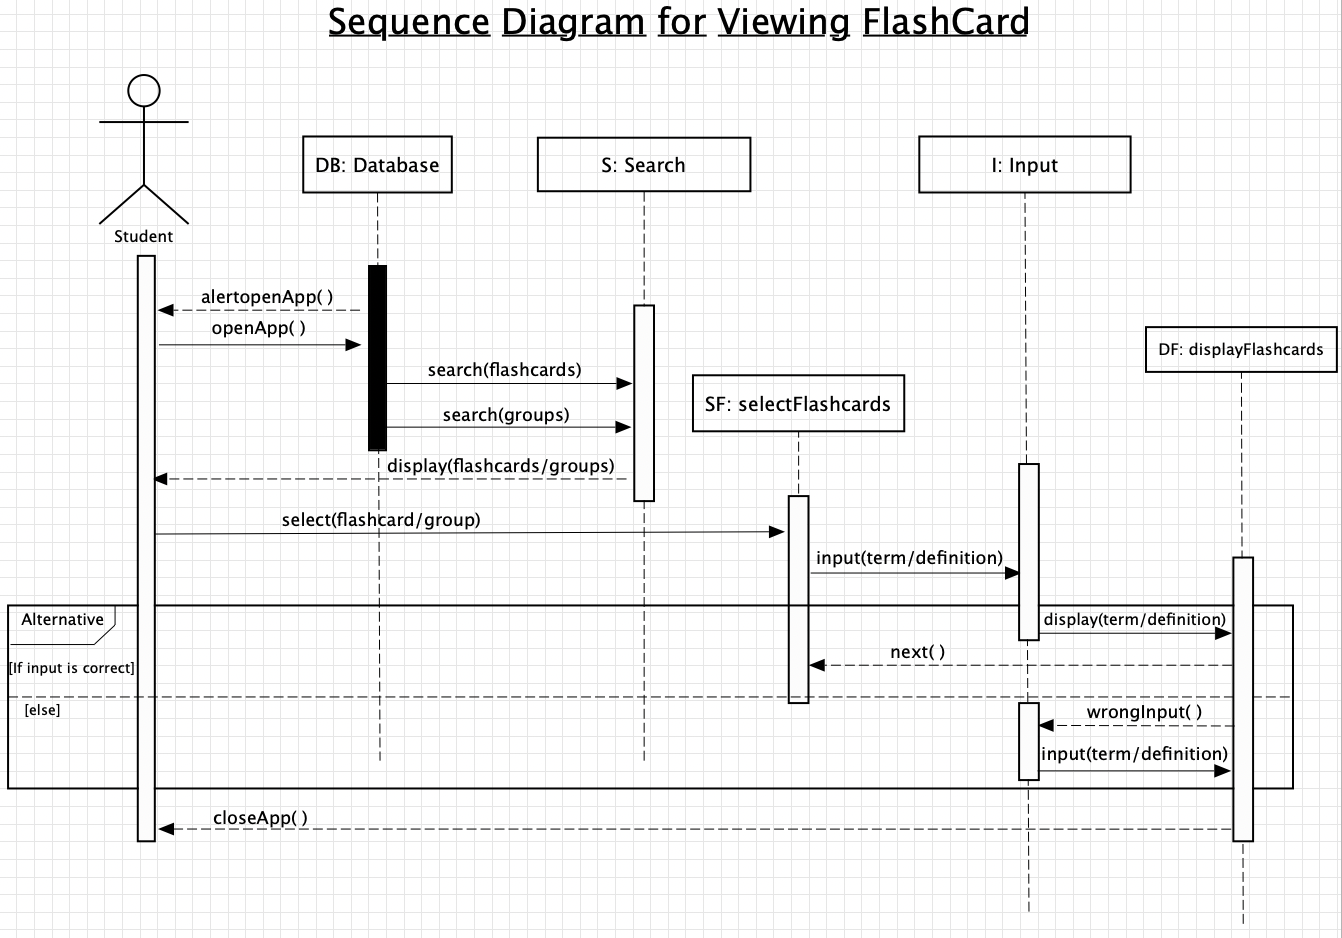 Sequence Diagram for Viewing FlashCard
DB: Database
S: Search
I: Input
Student
alertopenApp( )
openApp( )
DF: displayFlashcards
search(flashcards)
SF: selectFlashcards
search(groups)
display(flashcards/groups)
select(flashcard/group)
input(term/definition)
Alternative
display(term/definition)
next( )
[If input is correct]
[else]
wrongInput( )
input(term/definition)
closeApp( )